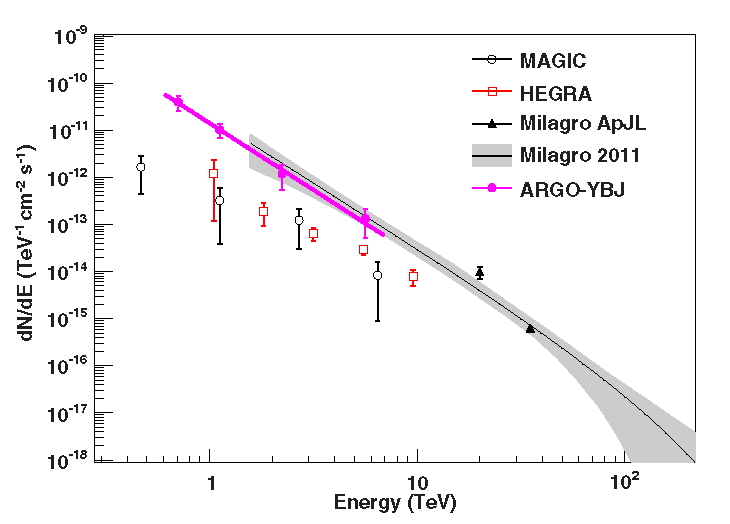 dN/dE (TeV⁻¹ cm⁻² s⁻¹)
10⁻⁹
10⁻¹⁰
10⁻¹¹
10⁻¹²
10⁻¹³
10⁻¹⁴
10⁻¹⁵
10⁻¹⁶
10⁻¹⁷
10⁻¹⁸
MAGIC
HEGRA
Milagro ApJL
Milagro 2011
ARGO-YBJ
1
10
10²
Energy (TeV)